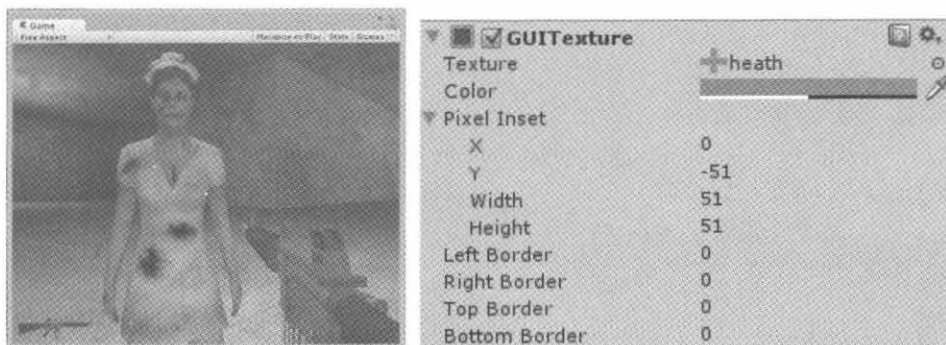 Game
Free Aspect
Maximize on Play Stats Gizmos
GUITexture
Texture heath
Color
Pixel Inset
X 0
Y -51
Width 51
Height 51
Left Border 0
Right Border 0
Top Border 0
Bottom Border 0